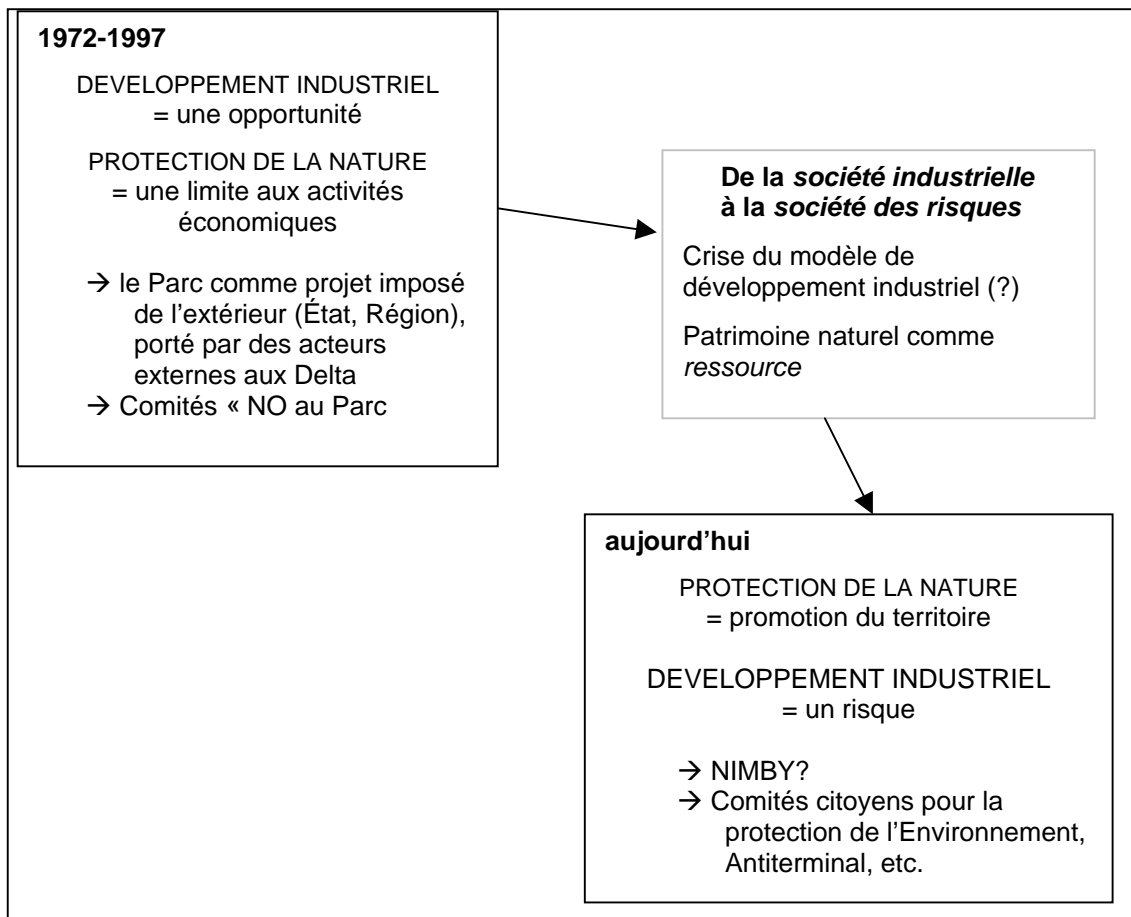 1972-1997
DEVELOPPEMENT INDUSTRIEL
= une opportunité
PROTECTION DE LA NATURE
= une limite aux activités
économiques
→ le Parc comme projet imposé
de l'extérieur (État, Région),
porté par des acteurs
externes aux Delta
→ Comités « NO au Parc
De la société industrielle
à la société des risques
Crise du modèle de
développement industriel (?)
Patrimoine naturel comme
ressource
aujourd'hui
PROTECTION DE LA NATURE
= promotion du territoire
DEVELOPPEMENT INDUSTRIEL
= un risque
→ NIMBY?
→ Comités citoyens pour la
protection de l'Environnement,
Antiterminal, etc.